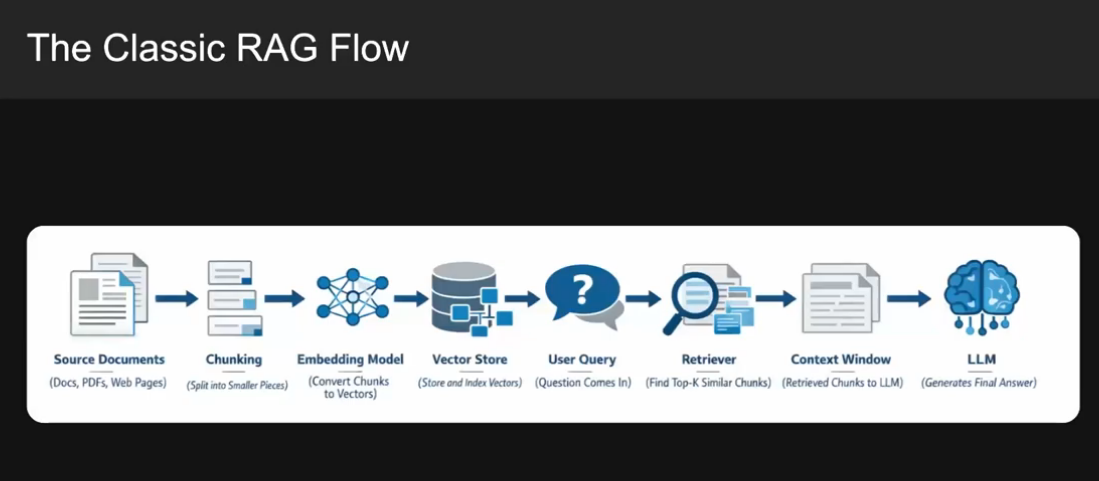 The Classic RAG Flow
?
Source Documents
(Docs, PDFs, Web Pages)
Chunking
(Split into Smaller Pieces)
Embedding Model
(Convert Chunks
to Vectors)
Vector Store
(Store and Index Vectors)
User Query
(Question Comes In)
Retriever
(Find Top-K Similar Chunks)
Context Window
(Retrieved Chunks to LLM)
LLM
(Generates Final Answer)